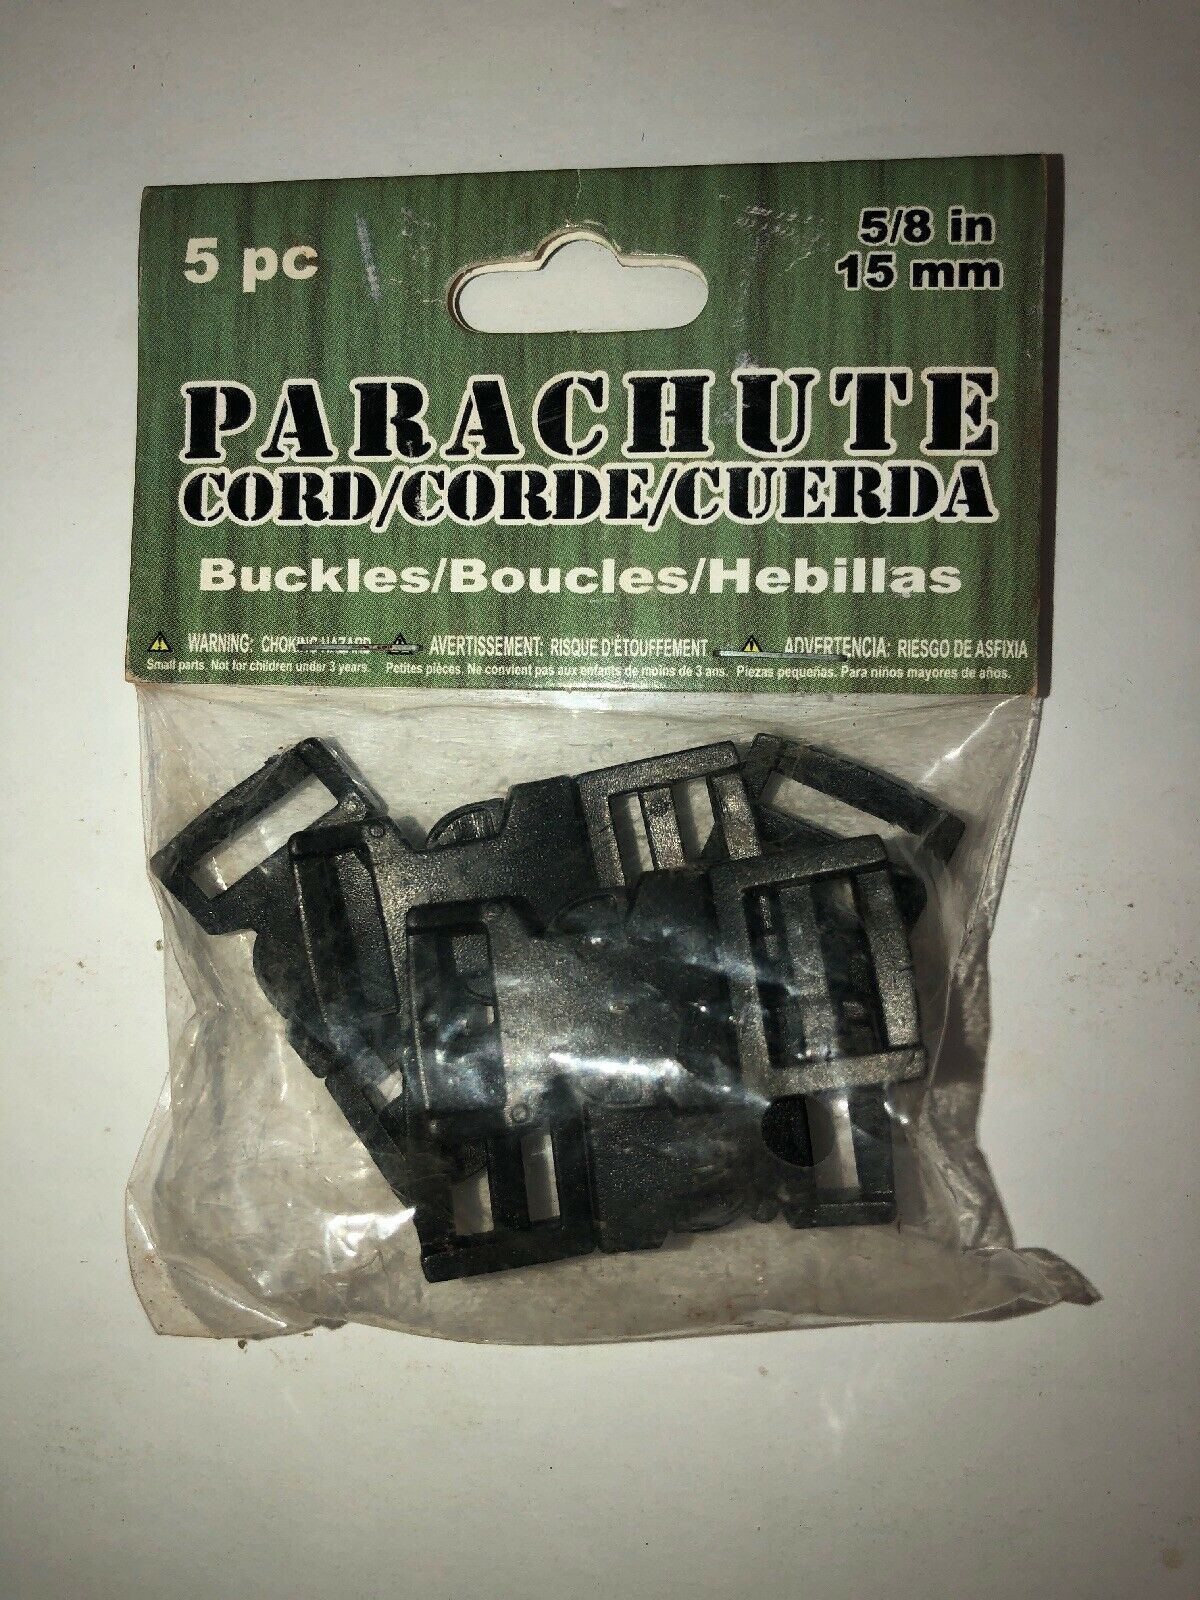 5 pc
5/8 in
15 mm
PARACHUTE
CORD/CORDE/CUERDA
Buckles/Boucles/Hebillas
WARNING: CHOKING HAZARD
Small parts. Not for children under 3 years.
AVERTISSEMENT: RISQUE D'ÉTOUFFEMENT
Petites pièces. Ne convient pas aux enfants de moins de 3 ans.
ADVERTENCIA: RIESGO DE ASFIXIA
Piezas pequeñas. Para niños mayores de años.